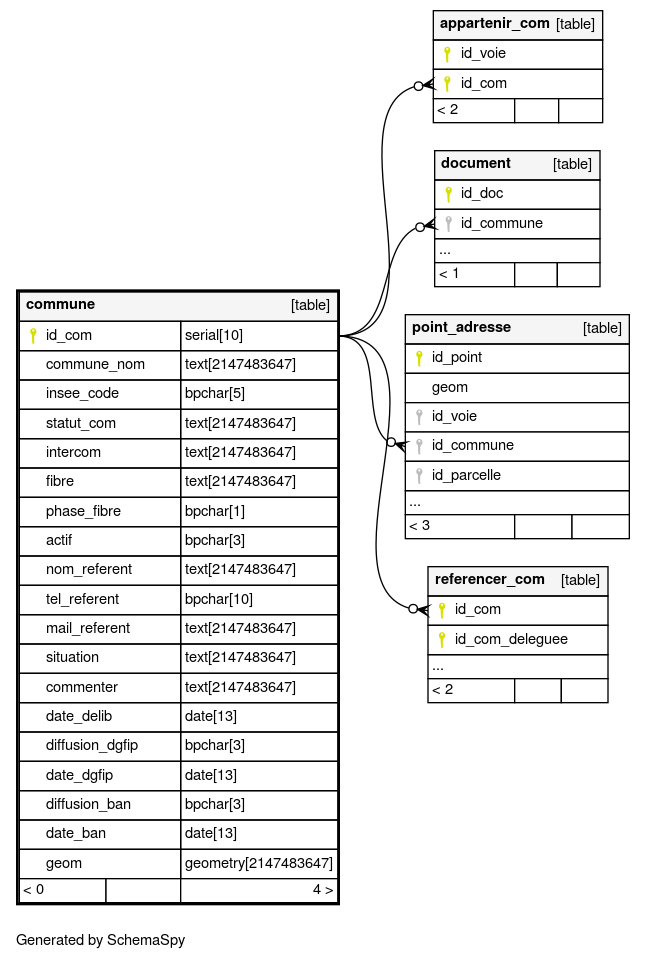 appartenir_com [table]
id_voie
id_com
< 2
document [table]
id_doc
id_commune
...
< 1
commune [table]
id_com serial[10]
commune_nom text[2147483647]
insee_code bpchar[5]
statut_com text[2147483647]
intercom text[2147483647]
fibre text[2147483647]
phase_fibre bpchar[1]
actif bpchar[3]
nom_referent text[2147483647]
tel_referent bpchar[10]
mail_referent text[2147483647]
situation text[2147483647]
commenter text[2147483647]
date_delib date[13]
diffusion_dgfip bpchar[3]
date_dgfip date[13]
diffusion_ban bpchar[3]
date_ban date[13]
geom geometry[2147483647]
< 0 4 >
point_adresse [table]
id_point
geom
id_voie
id_commune
id_parcelle
...
< 3
referencer_com [table]
id_com
id_com_deleguee
...
< 2
Generated by SchemaSpy